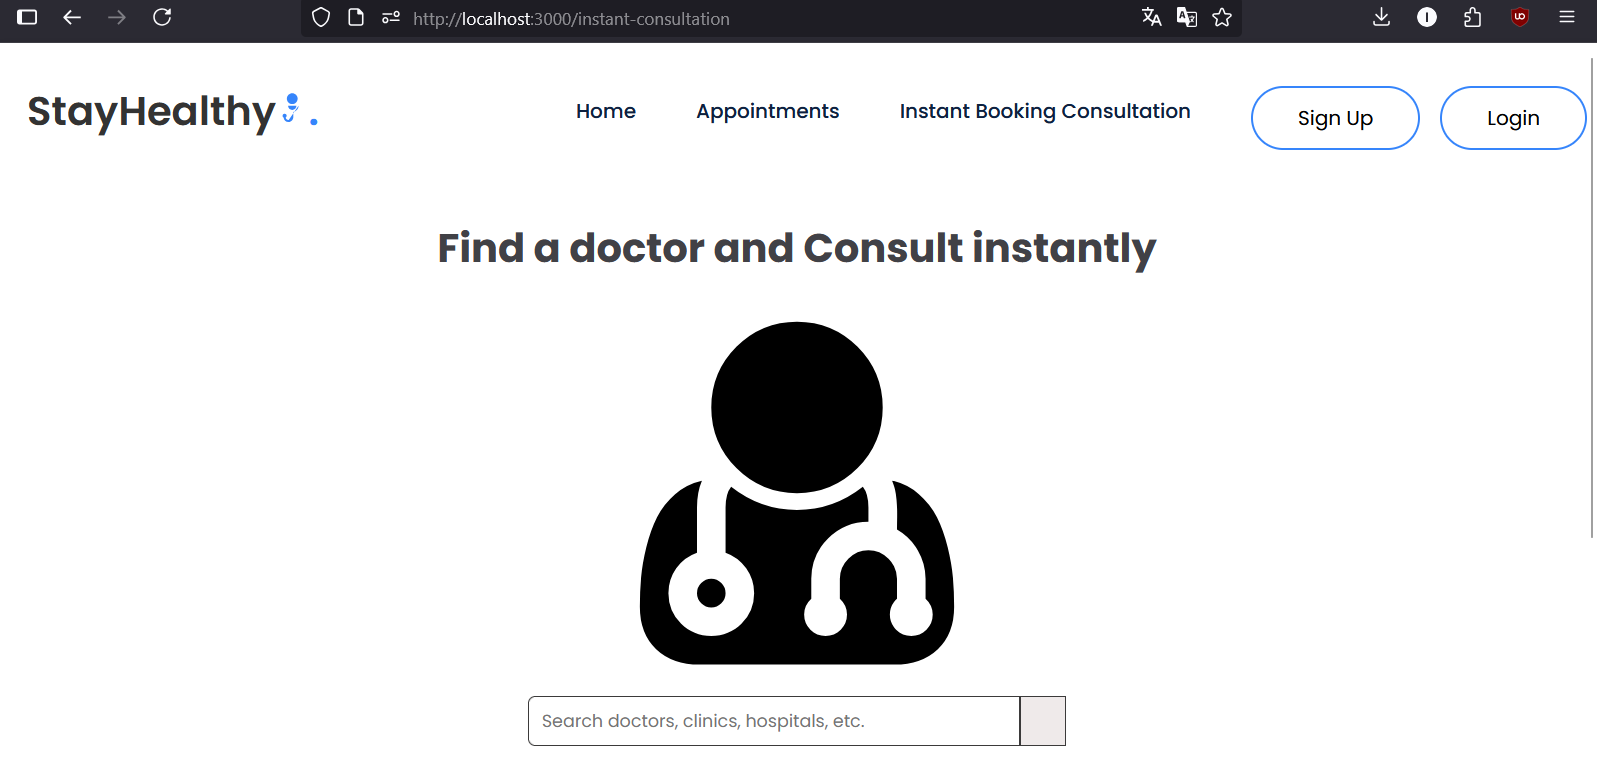 http://localhost:3000/instant-consultation
StayHealthy.
Home
Appointments
Instant Booking Consultation
Sign Up
Login
Find a doctor and Consult instantly
Search doctors, clinics, hospitals, etc.